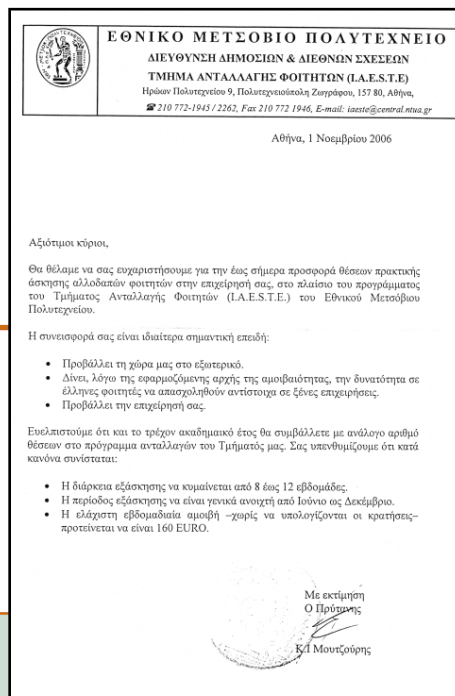 ΕΘΝΙΚΟ ΜΕΤΣΟΒΙΟ ΠΟΛΥΤΕΧΝΕΙΟ
ΔΙΕΥΘΥΝΣΗ ΔΗΜΟΣΙΩΝ & ΔΙΕΘΝΩΝ ΣΧΕΣΕΩΝ
ΤΜΗΜΑ ΑΝΤΑΛΛΑΓΗΣ ΦΟΙΤΗΤΩΝ (I.A.E.S.T.E)
Ηρώων Πολυτεχνείου 9, Πολυτεχνειούπολη Ζωγράφου, 157 80, Αθήνα,
☎ 210 772-1945 / 2262, Fax 210 772 1946, E-mail: iaeste@central.ntua.gr
Αθήνα, 1 Νοεμβρίου 2006
Αξιότιμοι κύριοι,
Θα θέλαμε να σας ευχαριστήσουμε για την έως σήμερα προσφορά θέσεων πρακτικής
άσκησης αλλοδαπών φοιτητών στην επιχείρησή σας, στο πλαίσιο του προγράμματος
του Τμήματος Ανταλλαγής Φοιτητών (I.A.E.S.T.E.) του Εθνικού Μετσόβιου
Πολυτεχνείου.
Η συνεισφορά σας είναι ιδιαίτερα σημαντική επειδή:
• Προβάλλει τη χώρα μας στο εξωτερικό.
• Δίνει, λόγω της εφαρμοζόμενης αρχής της αμοιβαιότητας, την δυνατότητα σε
έλληνες φοιτητές να απασχοληθούν αντίστοιχα σε ξένες επιχειρήσεις.
• Προβάλλει την επιχείρησή σας.
Ευελπιστούμε ότι και το τρέχον ακαδημαικό έτος θα συμβάλλετε με ανάλογο αριθμό
θέσεων στο πρόγραμμα ανταλλαγών του Τμήματός μας. Σας υπενθυμίζουμε ότι κατά
κανόνα συνίσταται:
• Η διάρκεια εξάσκησης να κυμαίνεται από 8 έως 12 εβδομάδες.
• Η περίοδος εξάσκησης να είναι γενικά ανοιχτή από Ιούνιο ως Δεκέμβριο.
• Η ελάχιστη εβδομαδιαία αμοιβή –χωρίς να υπολογίζονται οι κρατήσεις–
προτείνεται να είναι 160 EURO.
Με εκτίμηση
Ο Πρύτανης
Κ.Ι Μουτζούρης